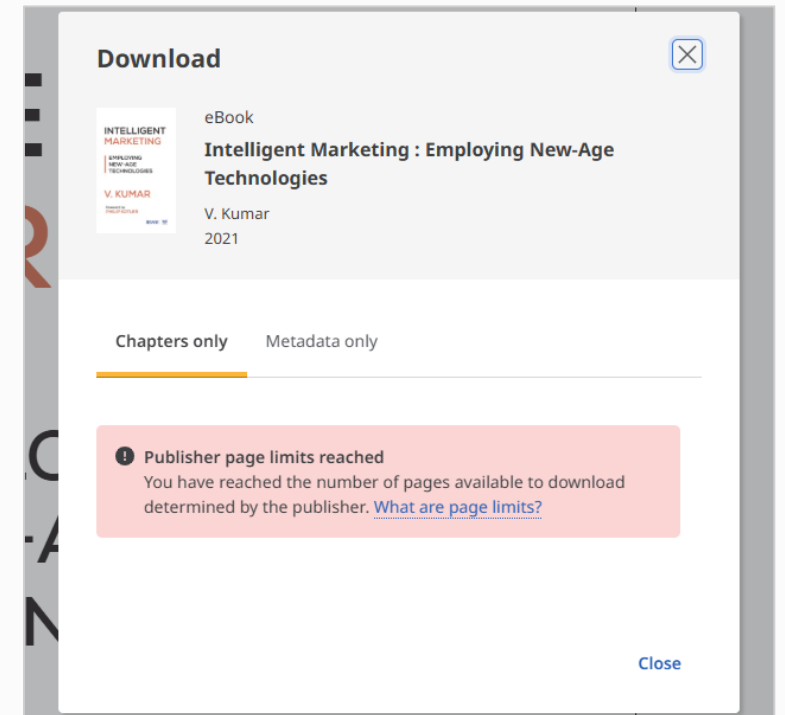 Download
eBook
Intelligent Marketing : Employing New-Age
Technologies
V. Kumar
2021
INTELLIGENT
MARKETING
EMPLOYING
NEW-AGE
TECHNOLOGIES
V. KUMAR
Chapters only
Metadata only
Publisher page limits reached
You have reached the number of pages available to download
determined by the publisher. What are page limits?
Close